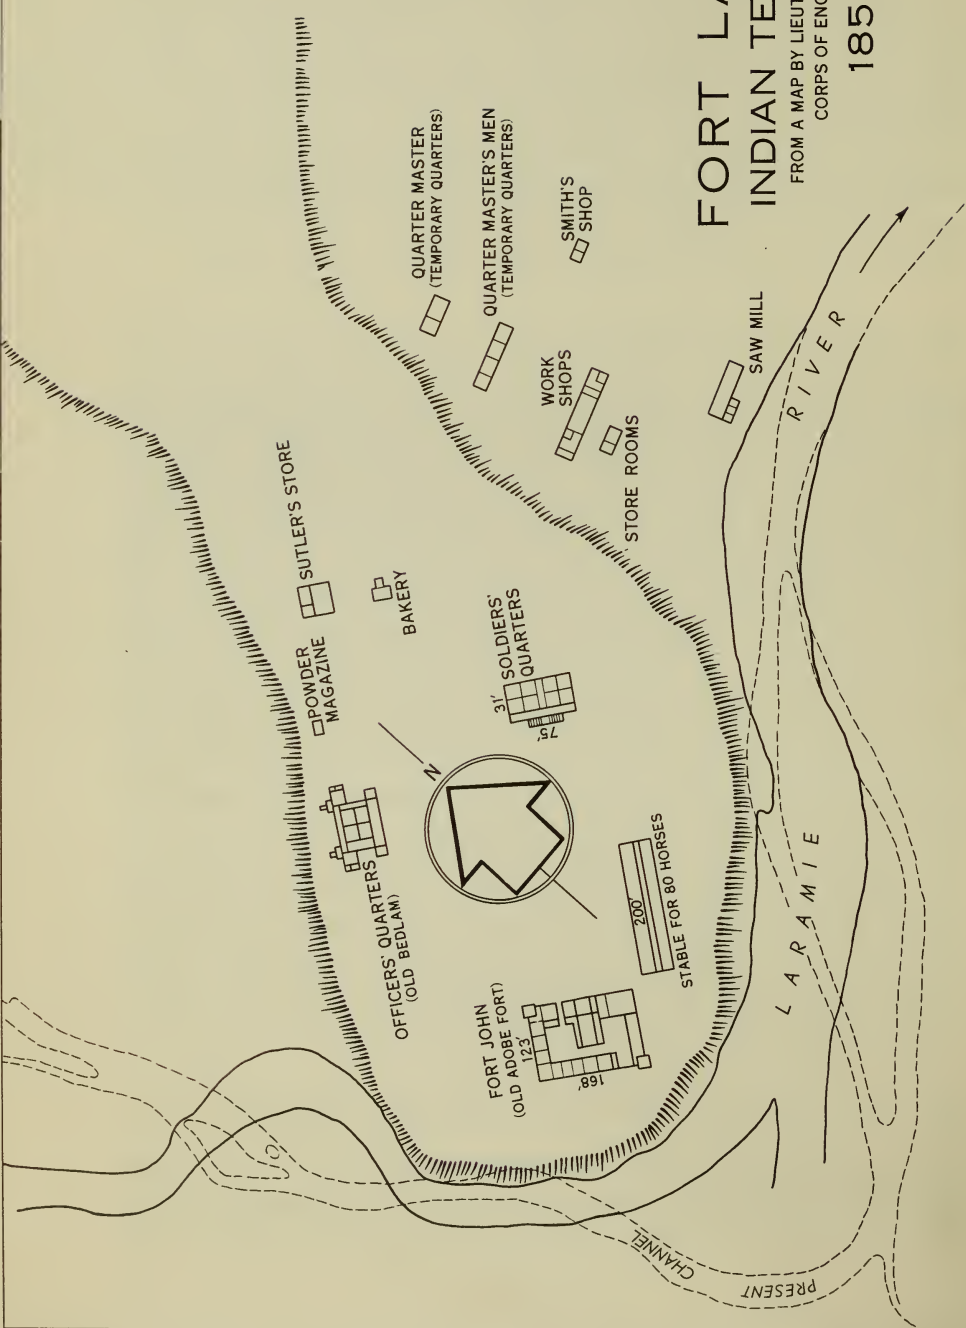 FORT LA
INDIAN TE
FROM A MAP BY LIEUT
CORPS OF ENG
185
QUARTER MASTER
(TEMPORARY QUARTERS)
QUARTER MASTER'S MEN
(TEMPORARY QUARTERS)
SMITH'S
SHOP
WORK
SHOPS
STORE ROOMS
SAW MILL
SUTLER'S STORE
BAKERY
POWDER
MAGAZINE
SOLDIERS'
QUARTERS
31'
75'
N
OFFICERS' QUARTERS
(OLD BEDLAM)
200'
STABLE FOR 80 HORSES
FORT JOHN
(OLD ADOBE FORT)
123'
168'
LARAMIE RIVER
PRESENT CHANNEL